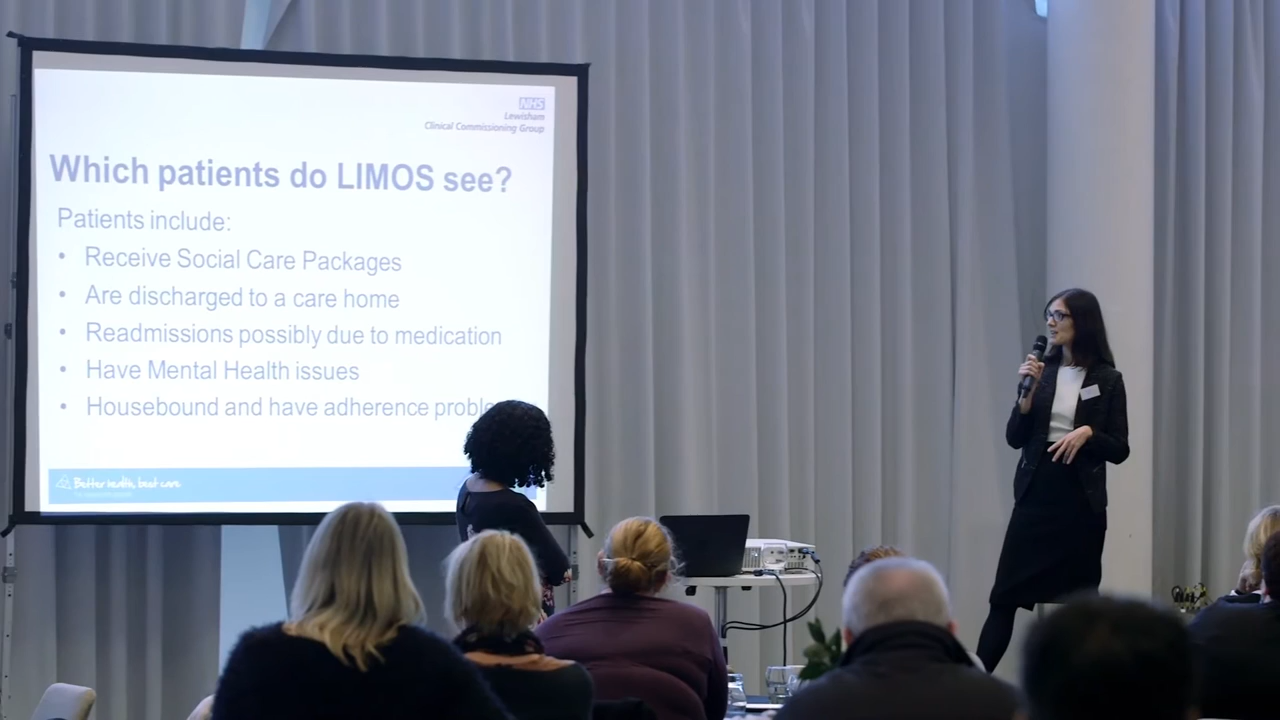 NHS
Lewisham
Clinical Commissioning Group
Which patients do LIMOS see?
Patients include:
• Receive Social Care Packages
• Are discharged to a care home
• Readmissions possibly due to medication
• Have Mental Health issues
• Housebound and have adherence proble
Better health, best care